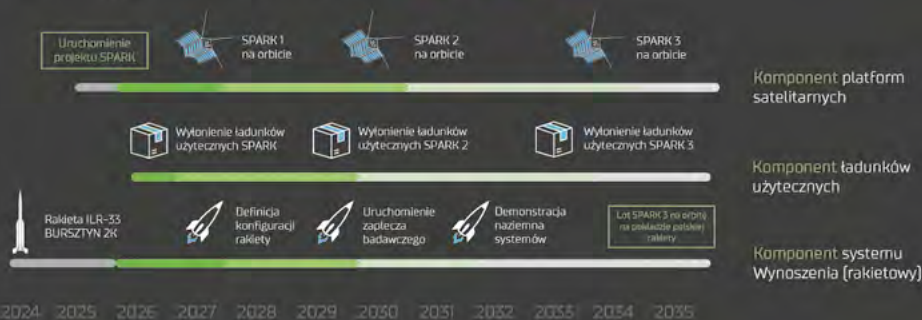 Uruchomienie
projektu SPARK
SPARK 1
na orbicie
SPARK 2
na orbicie
SPARK 3
na orbicie
Komponent platform
satelitarnych
Wyłonienie ładunków
użytecznych SPARK
Wyłonienie ładunków
użytecznych SPARK 2
Wyłonienie ładunków
użytecznych SPARK 3
Komponent ładunków
użytecznych
Rakieta ILR-33
BURSZTYN 2K
Definicja
konfiguracji
rakiety
Uruchomienie
zaplecza
badawczego
Demonstracja
naziemna
systemów
Lot SPARK 3 na orbitę
na pokładzie polskiej
rakiety
Komponent systemu
Wynoszenia (rakietowy)
2024 2025 2026 2027 2028 2029 2030 2031 2032 2033 2034 2035